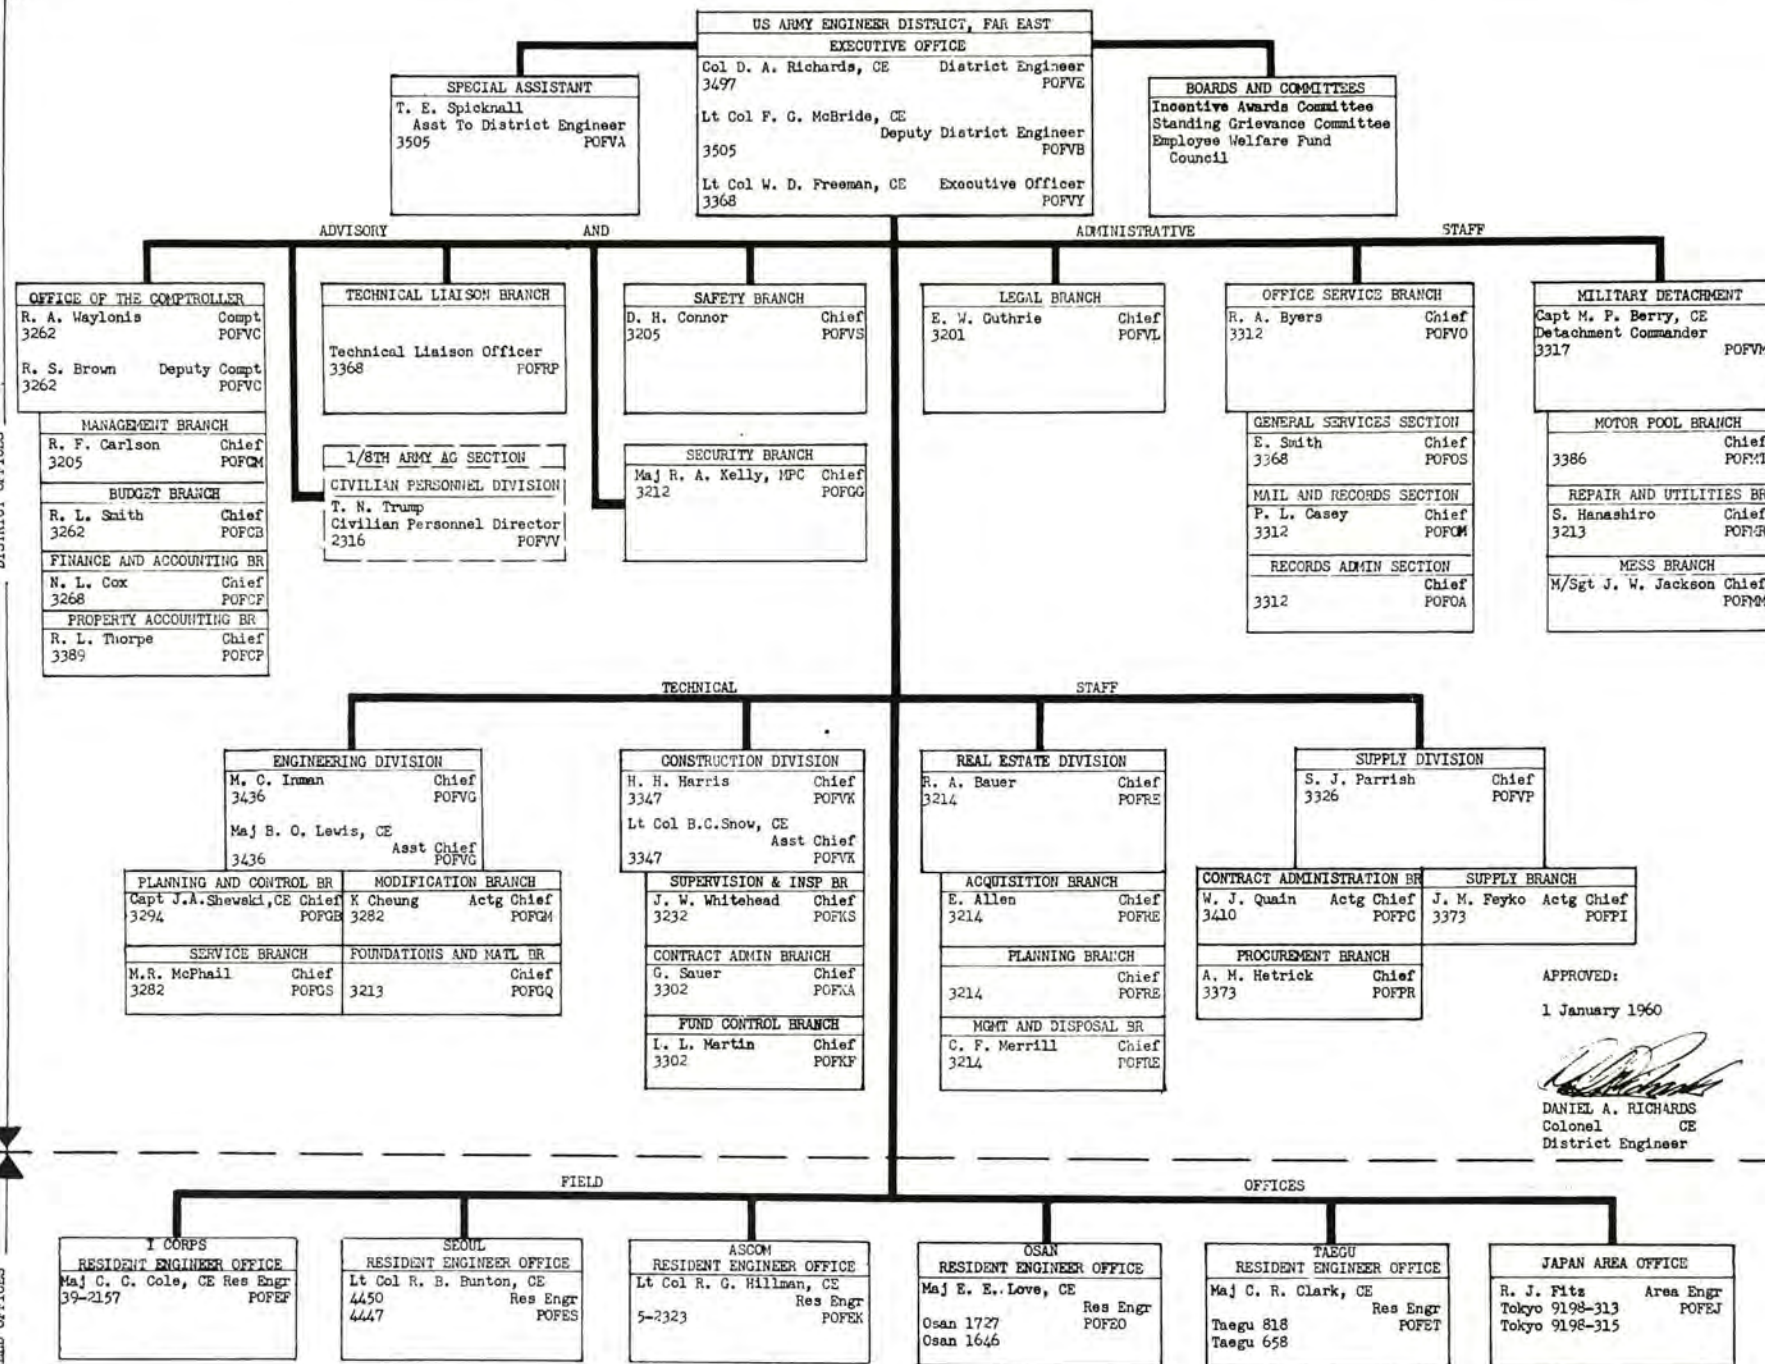 US ARMY ENGINEER DISTRICT, FAR EAST
EXECUTIVE OFFICE
Col D. A. Richards, CE District Engineer
3497 POFVE
Lt Col F. G. McBride, CE
Deputy District Engineer
3505 POFVB
Lt Col W. D. Freeman, CE Executive Officer
3368 POFVY
SPECIAL ASSISTANT
T. E. Spicknall
Asst To District Engineer
3505 POFVA
BOARDS AND COMMITTEES
Incentive Awards Committee
Standing Grievance Committee
Employee Welfare Fund
Council
ADVISORY AND ADMINISTRATIVE STAFF
OFFICE OF THE COMPTROLLER
R. A. Waylonis Compt
3262 POFVC
R. S. Brown Deputy Compt
3262 POFVC
MANAGEMENT BRANCH
R. F. Carlson Chief
3205 POFCM
BUDGET BRANCH
R. L. Smith Chief
3262 POFCB
FINANCE AND ACCOUNTING BR
N. L. Cox Chief
3268 POFCF
PROPERTY ACCOUNTING BR
R. L. Thorpe Chief
3389 POFCP
TECHNICAL LIAISON BRANCH
Technical Liaison Officer
3368 POFRP
1/8TH ARMY AG SECTION
CIVILIAN PERSONNEL DIVISION
T. N. Trump
Civilian Personnel Director
2316 POFVV
SAFETY BRANCH
D. H. Connor Chief
3205 POFVS
SECURITY BRANCH
Maj R. A. Kelly, MPC Chief
3212 POFGG
LEGAL BRANCH
E. W. Guthrie Chief
3201 POFVL
OFFICE SERVICE BRANCH
R. A. Byers Chief
3312 POFVO
GENERAL SERVICES SECTION
E. Smith Chief
3368 POFOS
MAIL AND RECORDS SECTION
P. L. Casey Chief
3312 POFOM
RECORDS ADMIN SECTION
Chief
3312 POFOA
MILITARY DETACHMENT
Capt M. P. Berry, CE
Detachment Commander
3317 POFVM
MOTOR POOL BRANCH
Chief
3386 POFMT
REPAIR AND UTILITIES BR
S. Hanashiro Chief
3213 POFMR
MESS BRANCH
M/Sgt J. W. Jackson Chief
POFMM
TECHNICAL STAFF
ENGINEERING DIVISION
M. C. Inman Chief
3436 POFVG
Maj B. O. Lewis, CE
Asst Chief
3436 POFVG
PLANNING AND CONTROL BR
Capt J.A.Shewski,CE Chief
3294 POFGB
MODIFICATION BRANCH
K Cheung Actg Chief
3282 POFGM
SERVICE BRANCH
M.R. McPhail Chief
3282 POFGS
FOUNDATIONS AND MATL BR
Chief
3213 POFGQ
CONSTRUCTION DIVISION
H. H. Harris Chief
3347 POFVK
Lt Col B.C.Snow, CE
Asst Chief
3347 POFVK
SUPERVISION & INSP BR
J. W. Whitehead Chief
3232 POFKS
CONTRACT ADMIN BRANCH
G. Sauer Chief
3302 POFKA
FUND CONTROL BRANCH
L. L. Martin Chief
3302 POFKF
REAL ESTATE DIVISION
R. A. Bauer Chief
3214 POFRE
ACQUISITION BRANCH
E. Allen Chief
3214 POFRE
PLANNING BRANCH
Chief
3214 POFRE
MGMT AND DISPOSAL BR
C. F. Merrill Chief
3214 POFRE
SUPPLY DIVISION
S. J. Parrish Chief
3326 POFVP
CONTRACT ADMINISTRATION BR
W. J. Quain Actg Chief
3410 POFPC
SUPPLY BRANCH
J. M. Feyko Actg Chief
3373 POFPI
PROCUREMENT BRANCH
A. M. Hetrick Chief
3373 POFPR
APPROVED:
1 January 1960
DANIEL A. RICHARDS
Colonel CE
District Engineer
FIELD OFFICES
I CORPS
RESIDENT ENGINEER OFFICE
Maj C. C. Cole, CE Res Engr
39-2157 POFEF
SEOUL
RESIDENT ENGINEER OFFICE
Lt Col R. B. Bunton, CE
4450 Res Engr
4447 POFES
ASCOM
RESIDENT ENGINEER OFFICE
Lt Col R. G. Hillman, CE
Res Engr
5-2323 POFEK
OSAN
RESIDENT ENGINEER OFFICE
Maj E. E. Love, CE
Res Engr
Osan 1727 POFEO
Osan 1646
TAEGU
RESIDENT ENGINEER OFFICE
Maj C. R. Clark, CE
Res Engr
Taegu 818 POFET
Taegu 658
JAPAN AREA OFFICE
R. J. Fitz Area Engr
Tokyo 9198-313 POFEJ
Tokyo 9198-315